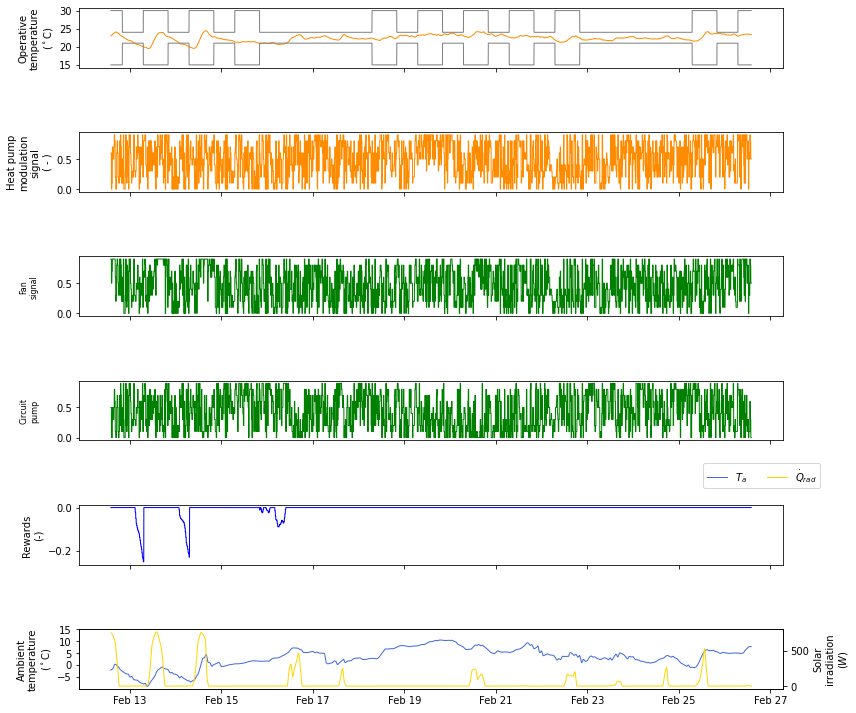 Operative
temperature
(°C)
30
25
20
15
Heat pump
modulation
signal
( - )
0.5
0.0
Fan
signal
0.5
0.0
Circuit
pump
0.5
0.0
T_a Q̇_rad
Rewards
(-)
0.0
−0.2
Ambient
temperature
(°C)
15
10
5
0
−5
500
0
Solar
irradiation
(W)
Feb 13 Feb 15 Feb 17 Feb 19 Feb 21 Feb 23 Feb 25 Feb 27